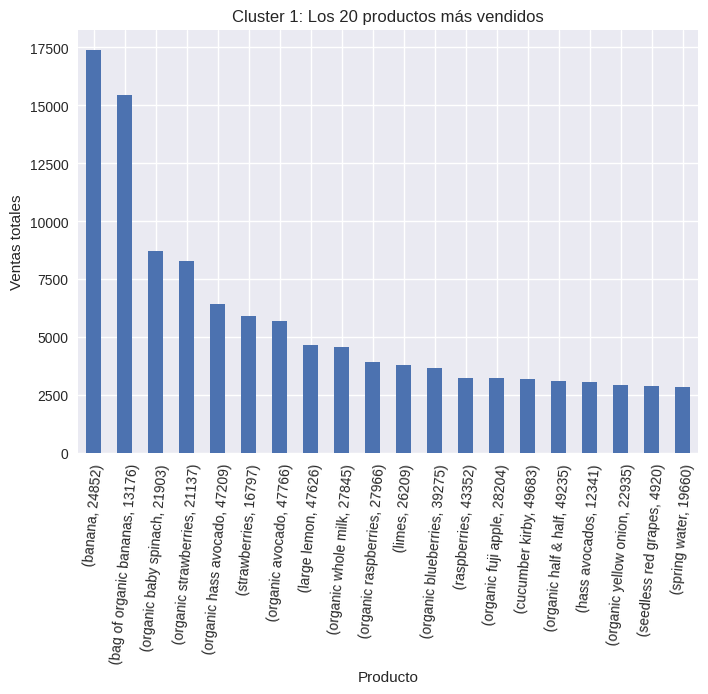 Cluster 1: Los 20 productos más vendidos
Ventas totales
17500
15000
12500
10000
7500
5000
2500
0
(banana, 24852)
(bag of organic bananas, 13176)
(organic baby spinach, 21903)
(organic strawberries, 21137)
(organic hass avocado, 47209)
(strawberries, 16797)
(organic avocado, 47766)
(large lemon, 47626)
(organic whole milk, 27845)
(organic raspberries, 27966)
(limes, 26209)
(organic blueberries, 39275)
(raspberries, 43352)
(organic fuji apple, 28204)
(cucumber kirby, 49683)
(organic half & half, 49235)
(hass avocados, 12341)
(organic yellow onion, 22935)
(seedless red grapes, 4920)
(spring water, 19660)
Producto